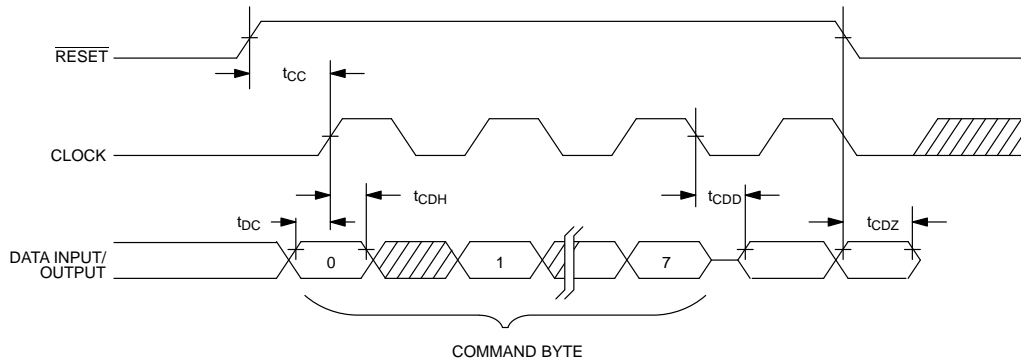 RESET
tCC
CLOCK
tCDH
tCDD
tDC
tCDZ
DATA INPUT/
OUTPUT
0
1
7
COMMAND BYTE